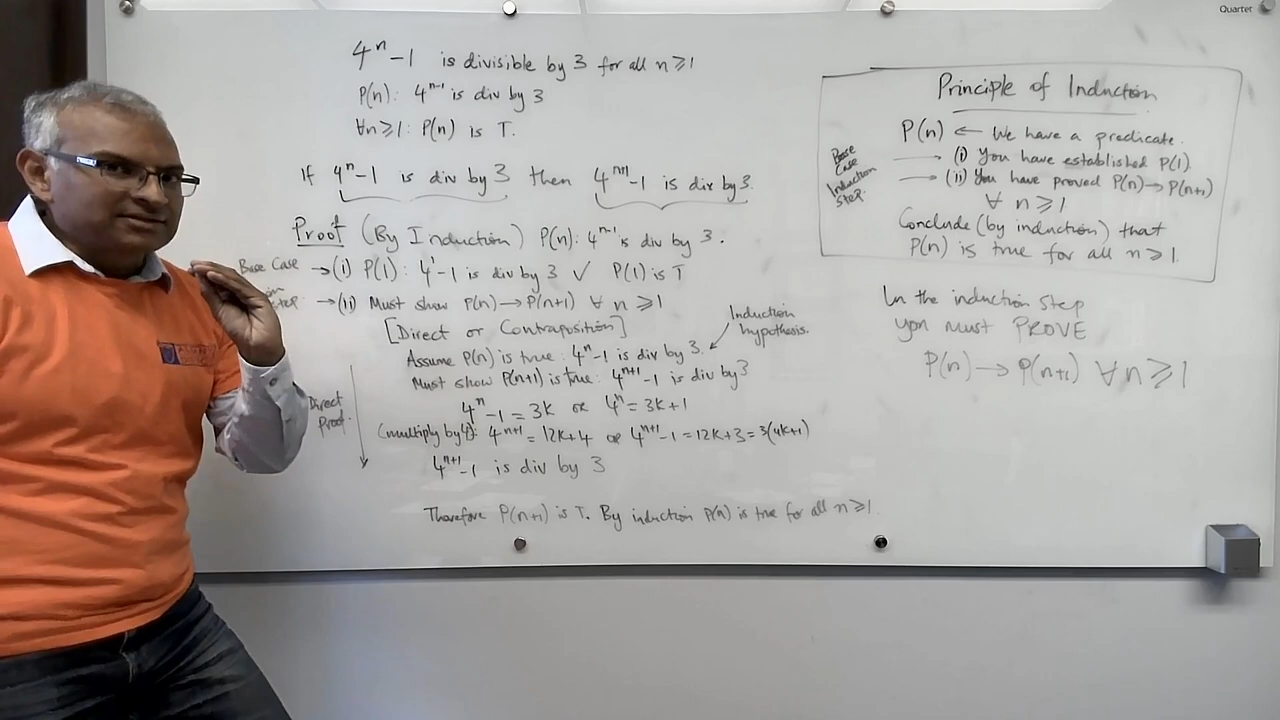 Quartet
4ⁿ-1 is divisible by 3 for all n≥1
P(n): 4ⁿ⁻¹ is div by 3
∀n≥1: P(n) is T.
If 4ⁿ-1 is div by 3 then 4ⁿ⁺¹-1 is div by 3.
Proof (By Induction) P(n): 4ⁿ⁻¹ is div by 3.
Base Case → (i) P(1): 4¹-1 is div by 3 ✓ P(1) is T
→ (ii) Must show P(n)→P(n+1) ∀ n≥1
[Direct or Contraposition]
Induction
hypothesis.
Assume P(n) is true: 4ⁿ-1 is div by 3.
Must show P(n+1) is true: 4ⁿ⁺¹-1 is div by 3
Direct
Proof.
4ⁿ-1 = 3k or 4ⁿ = 3k+1
(multiply by 4): 4ⁿ⁺¹ = 12k+4 or 4ⁿ⁺¹-1 = 12k+3 = 3(4k+1)
4ⁿ⁺¹-1 is div by 3
Therefore P(n+1) is T. By induction P(n) is true for all n≥1.
Principle of Induction
P(n) ← We have a predicate.
Base
Case → (i) You have established P(1)
Induction
Step. → (ii) You have proved P(n)→P(n+1)
∀ n≥1
Conclude (by induction) that
P(n) is true for all n≥1.
In the induction step
you must PROVE
P(n)→P(n+1) ∀n≥1